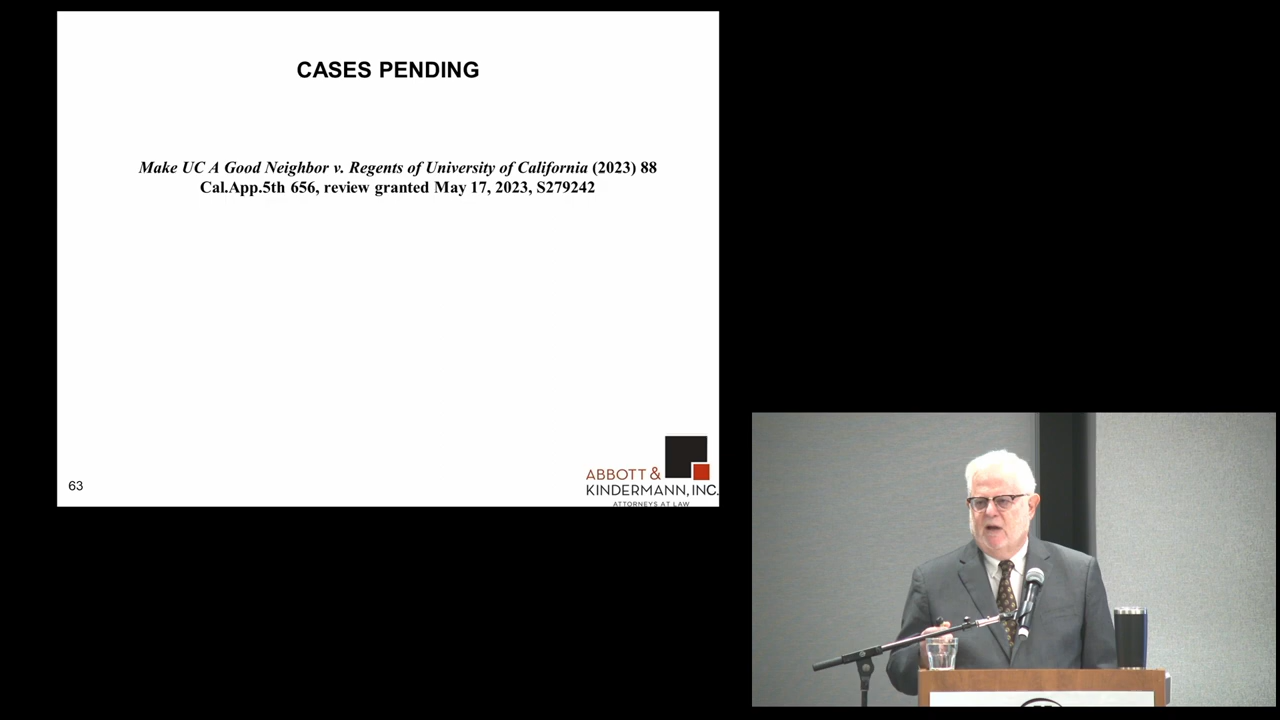 CASES PENDING
Make UC A Good Neighbor v. Regents of University of California (2023) 88
Cal.App.5th 656, review granted May 17, 2023, S279242
ABBOTT &
KINDERMANN, INC.
ATTORNEYS AT LAW
63